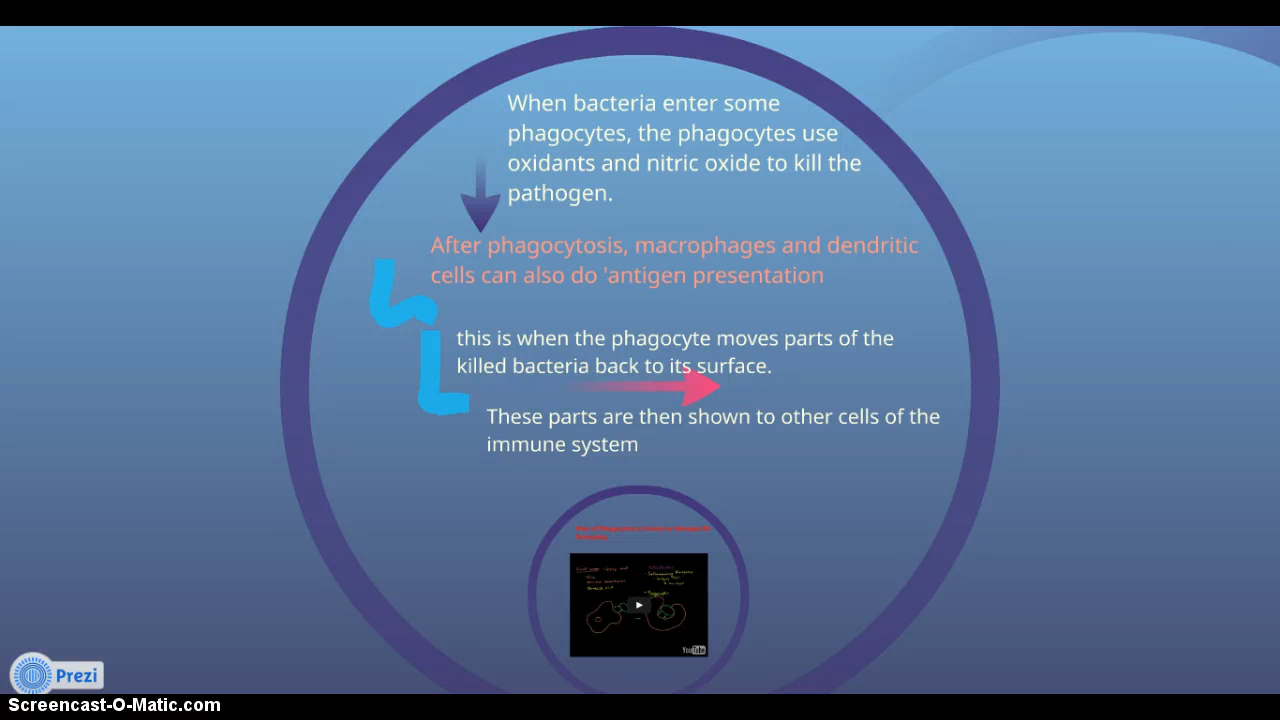 When bacteria enter some
phagocytes, the phagocytes use
oxidants and nitric oxide to kill the
pathogen.
After phagocytosis, macrophages and dendritic
cells can also do 'antigen presentation
this is when the phagocyte moves parts of the
killed bacteria back to its surface.
These parts are then shown to other cells of the
immune system
YouTube
Prezi
Screencast-O-Matic.com